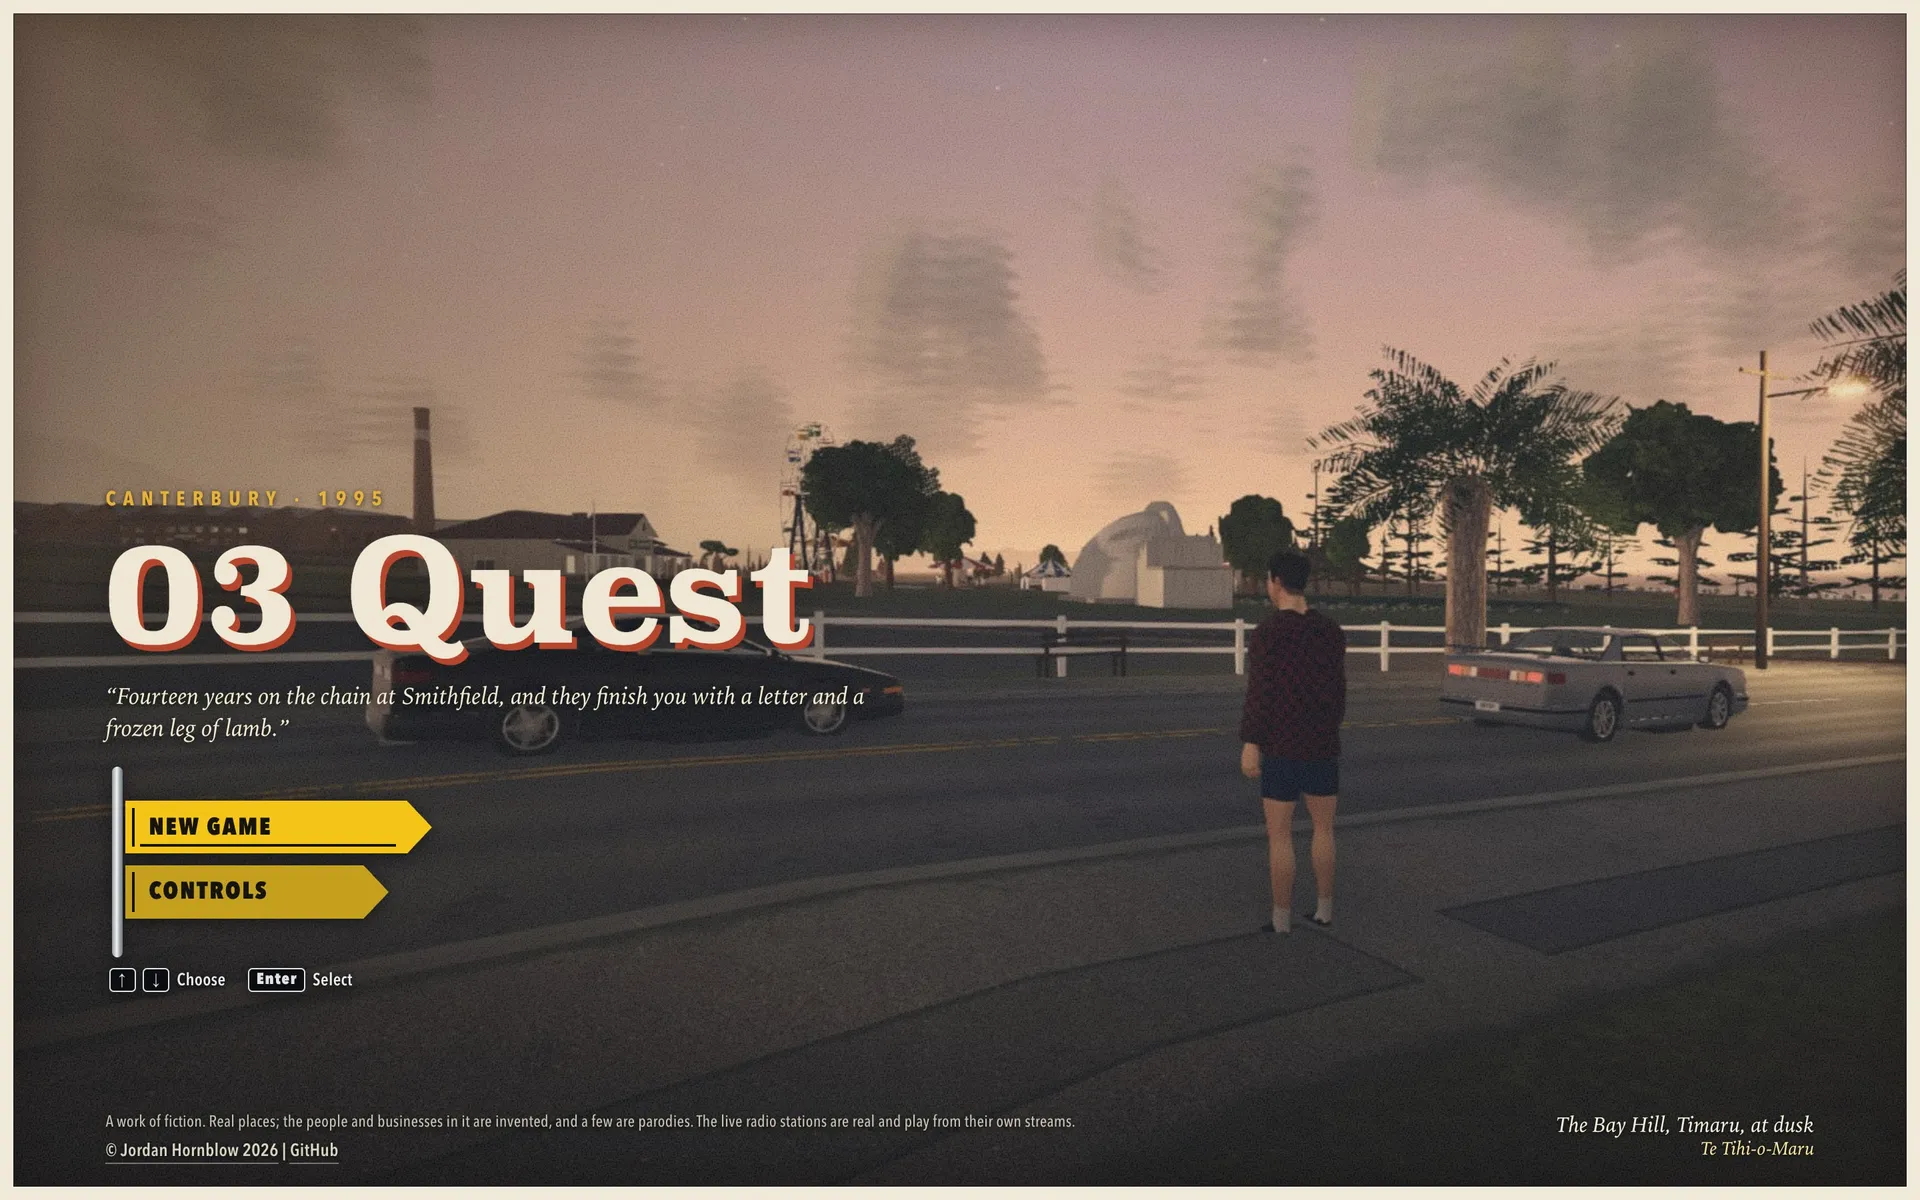 CANTERBURY · 1995
03 Quest
“Fourteen years on the chain at Smithfield, and they finish you with a letter and a
frozen leg of lamb.”
NEW GAME
CONTROLS
↑ ↓ Choose Enter Select
A work of fiction. Real places; the people and businesses in it are invented, and a few are parodies. The live radio stations are real and play from their own streams.
© Jordan Hornblow 2026 | GitHub
The Bay Hill, Timaru, at dusk
Te Tihi-o-Maru